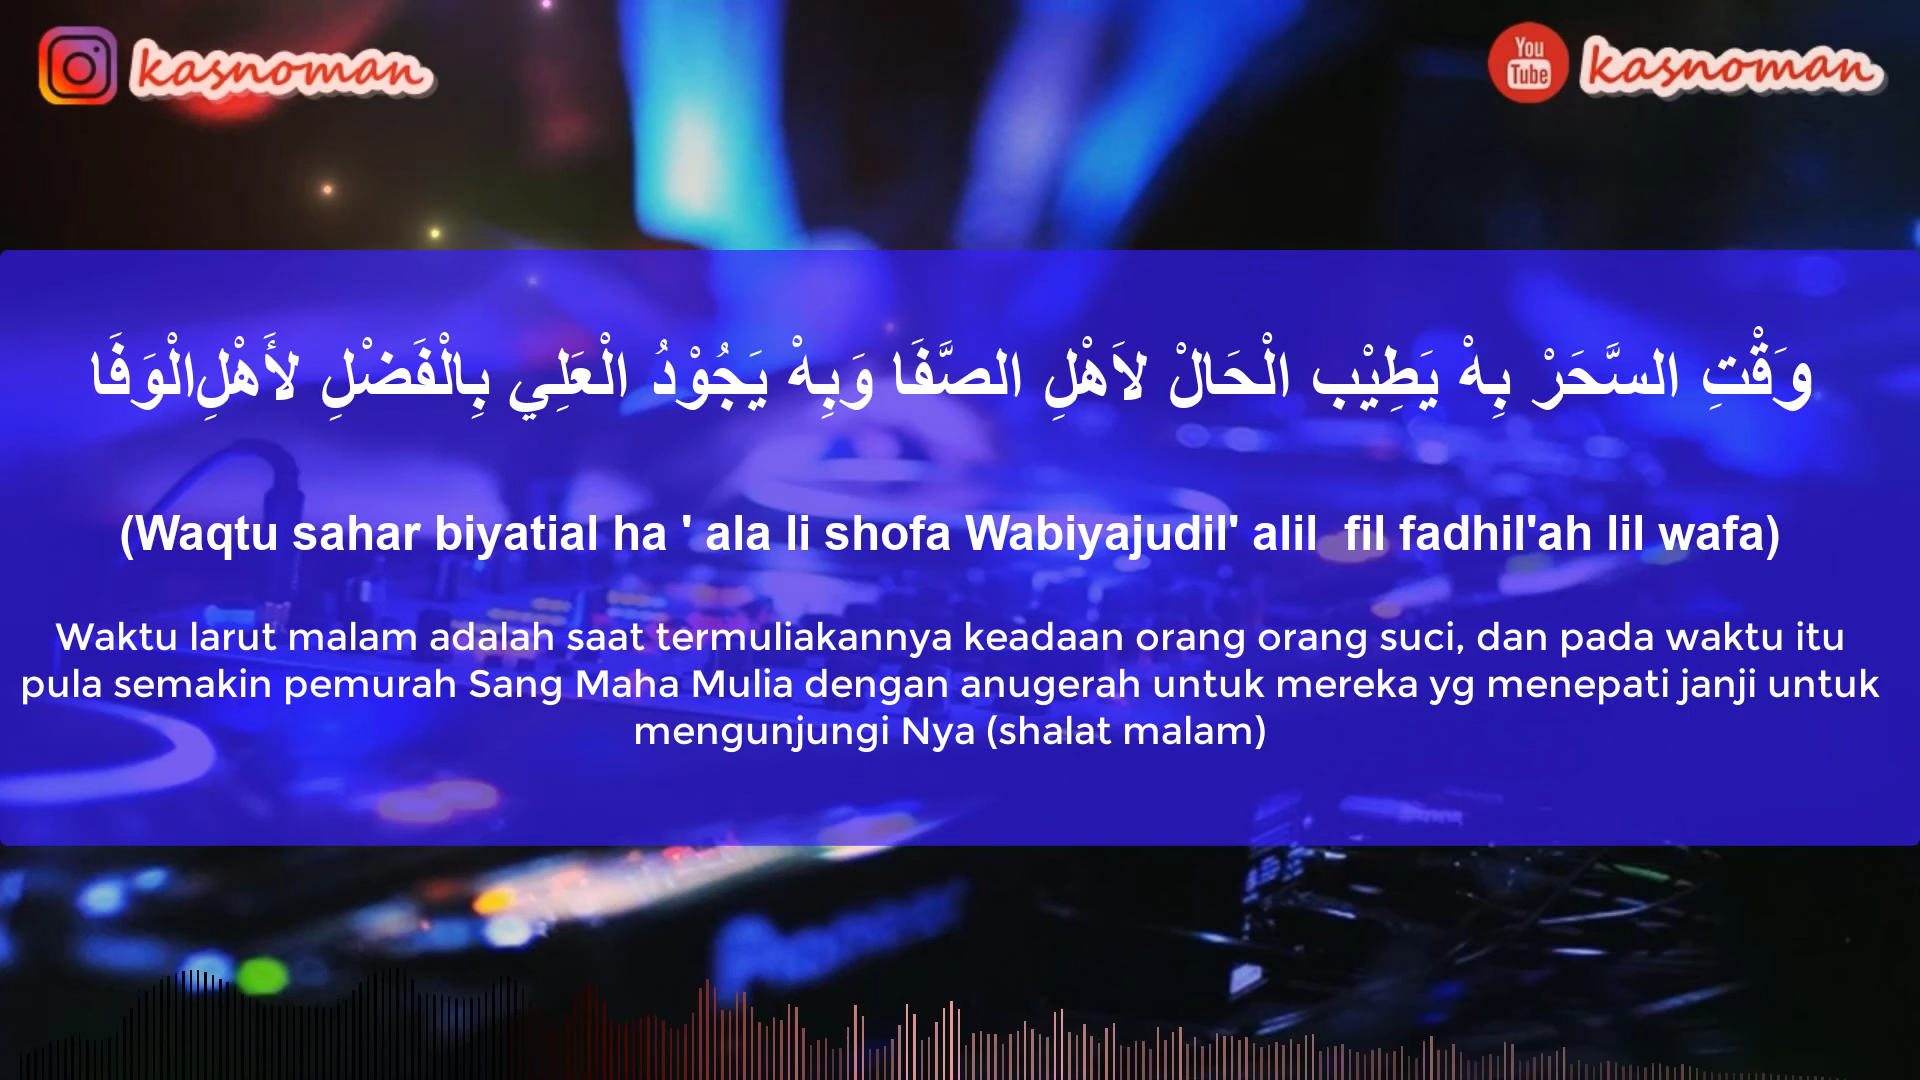 kasnoman
You Tube kasnoman
وَقْتِ السَّحَرْ بِهْ يَطِيْب الْحَالْ لاَهْلِ الصَّفَا وَبِهْ يَجُوْدُ الْعَلِي بِالْفَضْلِ لأَهْلِ الْوَفَا
(Waqtu sahar biyatial ha ' ala li shofa Wabiyajudil' alil  fil fadhil'ah lil wafa)
Waktu larut malam adalah saat termuliakannya keadaan orang orang suci, dan pada waktu itu
pula semakin pemurah Sang Maha Mulia dengan anugerah untuk mereka yg menepati janji untuk
mengunjungi Nya (shalat malam)